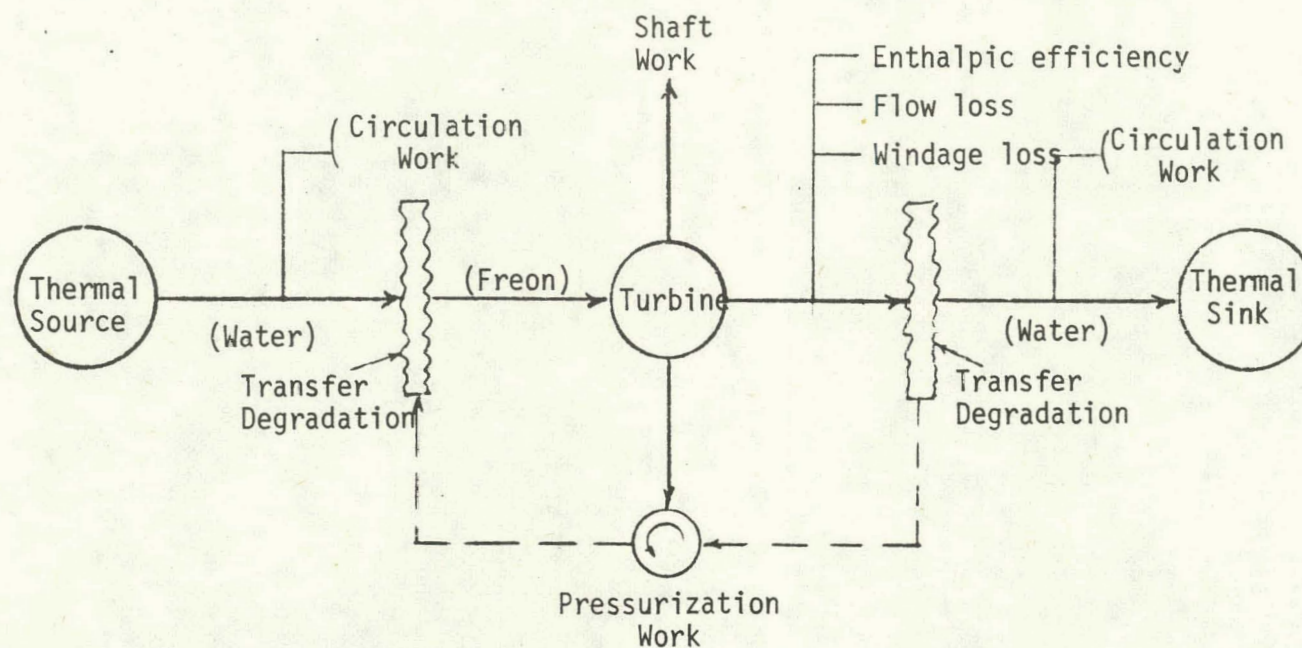 Shaft
Work
Enthalpic efficiency
Flow loss
Windage loss
Circulation
Work
Circulation
Work
Thermal
Source
(Water)
Transfer
Degradation
(Freon)
Turbine
(Water)
Transfer
Degradation
Thermal
Sink
Pressurization
Work